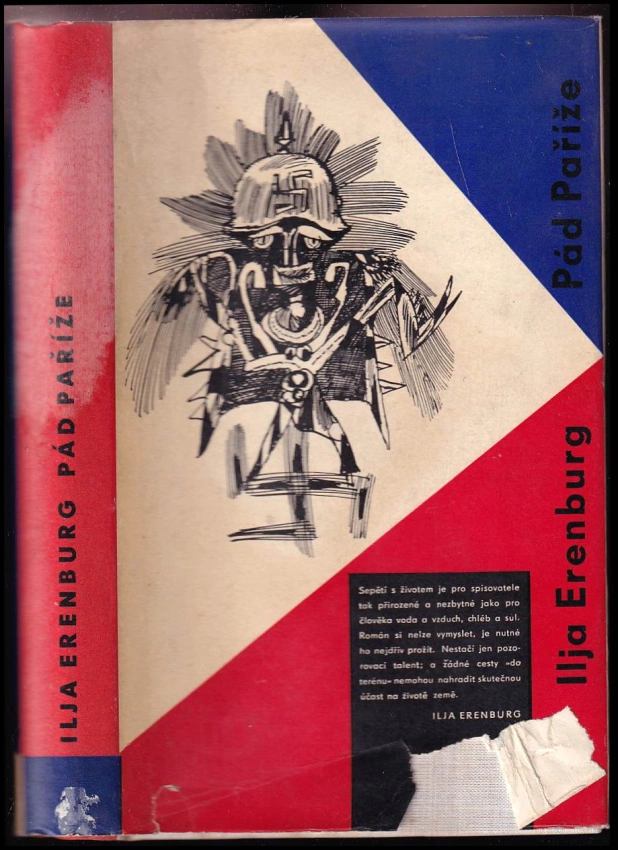 ILJA ERENBURG PÁD PAŘÍŽE
Pád Paříže
Ilja Erenburg
Sepětí s životem je pro spisovatele
tak přirozené a nezbytné jako pro
člověka voda a vzduch, chléb a sůl.
Román si nelze vymyslet, je nutné
ho nejdřív prožít. Nestačí jen pozo-
rovací talent; a žádné cesty »do
terénu« nemohou nahradit skutečnou
účast na životě země.
ILJA ERENBURG